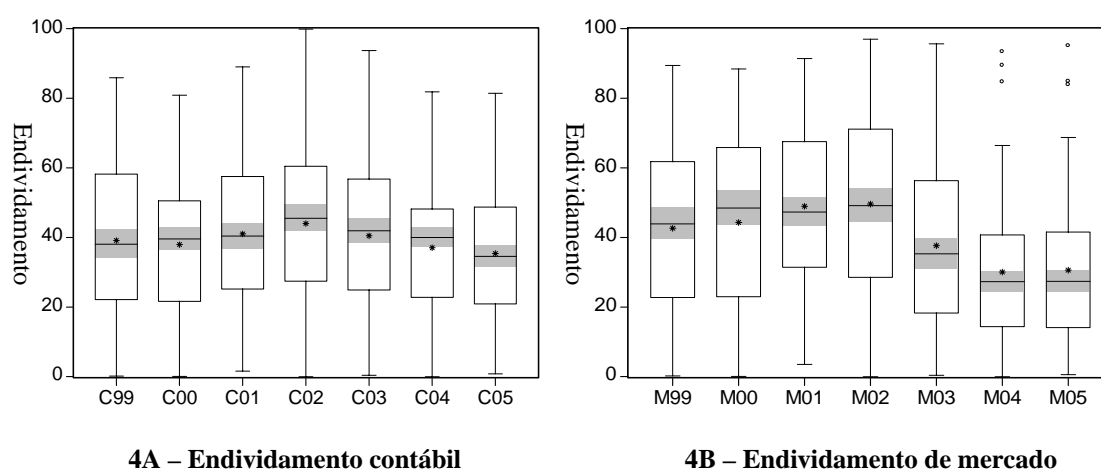 100
80
60
40
20
0
Endividamento
C99 C00 C01 C02 C03 C04 C05
4A – Endividamento contábil
100
80
60
40
20
0
Endividamento
M99 M00 M01 M02 M03 M04 M05
4B – Endividamento de mercado